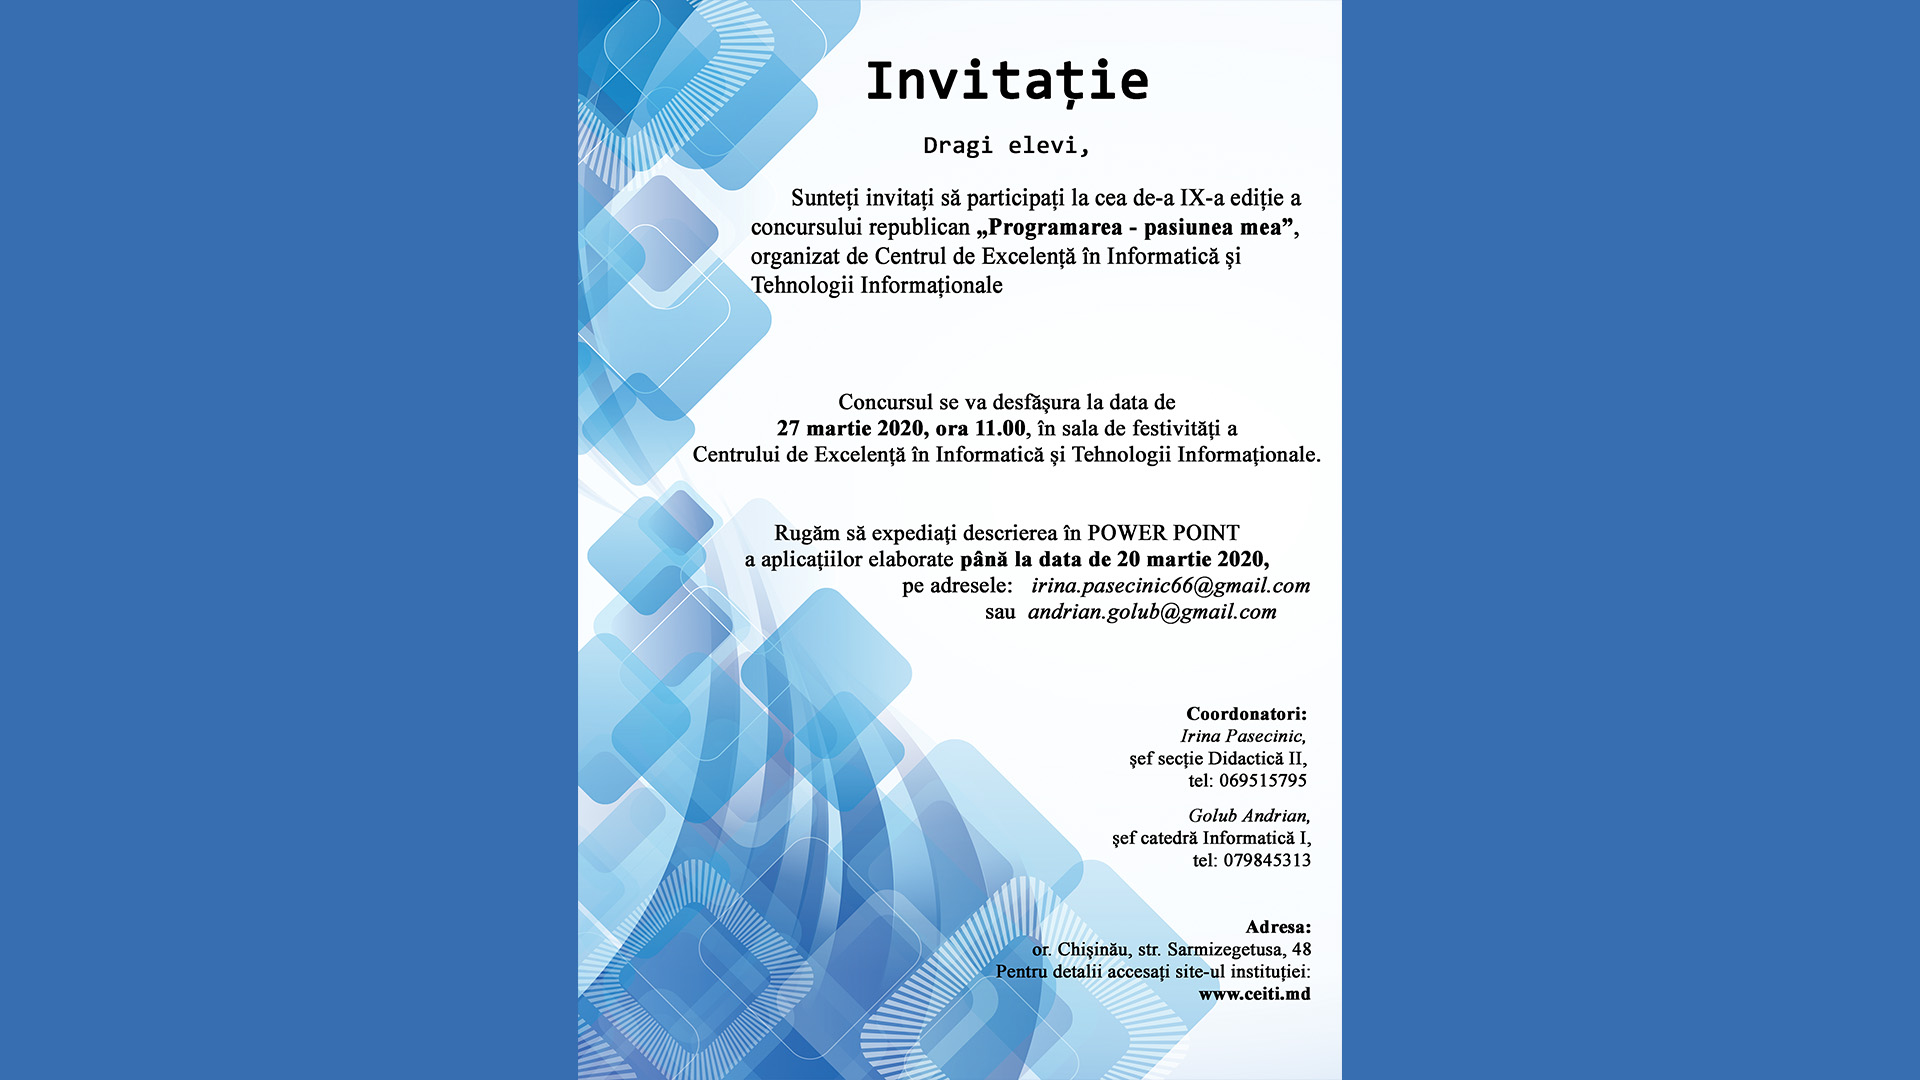 Invitație
Dragi elevi,
Sunteți invitați să participați la cea de-a IX-a ediție a
concursului republican „Programarea - pasiunea mea”,
organizat de Centrul de Excelență în Informatică și
Tehnologii Informaționale
Concursul se va desfășura la data de
27 martie 2020, ora 11.00, în sala de festivități a
Centrului de Excelență în Informatică și Tehnologii Informaționale.
Rugăm să expediați descrierea în POWER POINT
a aplicațiilor elaborate până la data de 20 martie 2020,
pe adresele: irina.pasecinic66@gmail.com
sau andrian.golub@gmail.com
Coordonatori:
Irina Pasecinic,
șef secție Didactică II,
tel: 069515795
Golub Andrian,
șef catedră Informatică I,
tel: 079845313
Adresa:
or. Chișinău, str. Sarmizegetusa, 48
Pentru detalii accesați site-ul instituției:
www.ceiti.md